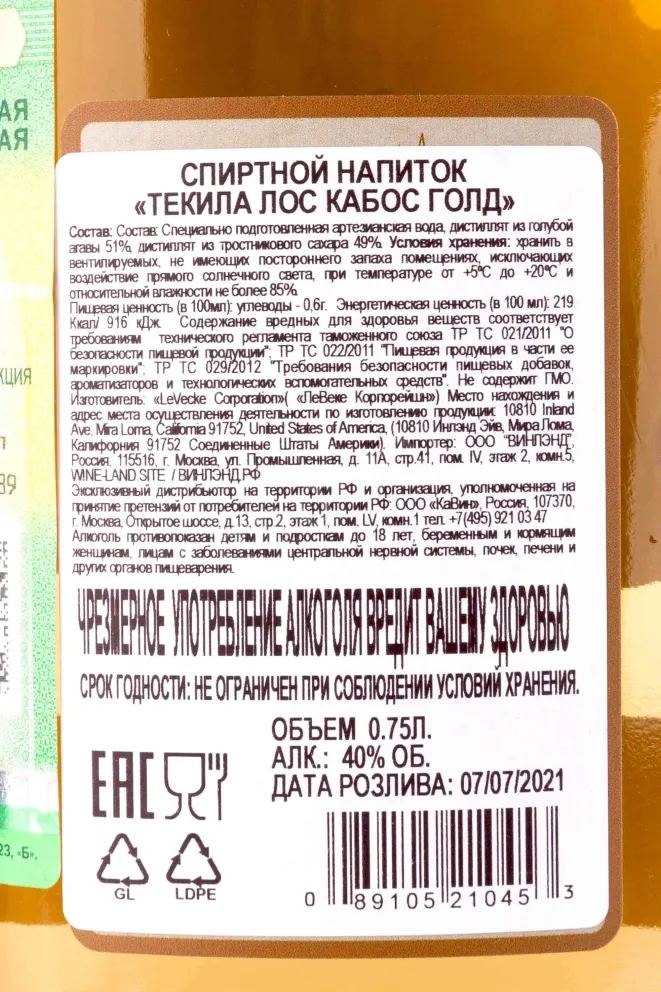 АЯ
АЯ
КЦИЯ
89
23, «Б».
СПИРТНОЙ НАПИТОК
«ТЕКИЛА ЛОС КАБОС ГОЛД»
Состав: Состав: Специально подготовленная артезианская вода, дистиллят из голубой
агавы 51%, дистиллят из тростникового сахара 49%. Условия хранения: хранить в
вентилируемых, не имеющих постороннего запаха помещениях, исключающих
воздействие прямого солнечного света, при температуре от +5°С до +20°С и
относительной влажности не более 85%.
Пищевая ценность (в 100мл): углеводы - 0,6г. Энергетическая ценность (в 100 мл): 219
Ккал/ 916 кДж. Содержание вредных для здоровья веществ соответствует
требованиям технического регламента таможенного союза ТР ТС 021/2011 "О
безопасности пищевой продукции"; ТР ТС 022/2011 "Пищевая продукция в части ее
маркировки"; ТР ТС 029/2012 "Требования безопасности пищевых добавок,
ароматизаторов и технологических вспомогательных средств". Не содержит ГМО.
Изготовитель: «LeVecke Corporation»( «ЛеВеке Корпорейшн») Место нахождения и
адрес места осуществления деятельности по изготовлению продукции: 10810 Inland
Ave, Mira Loma, California 91752, United States of America, (10810 Инлэнд Эйв, Мира Лома,
Калифорния 91752 Соединенные Штаты Америки). Импортер: ООО "ВИНЛЭНД",
Россия, 115516, г. Москва, ул. Промышленная, д. 11А, стр.41, пом. IV, этаж 2, комн.5,
WINE-LAND.SITE / ВИНЛЭНД.РФ
Эксклюзивный дистрибьютор на территории РФ и организация, уполномоченная на
принятие претензий от потребителей на территории РФ: ООО «КаВин», Россия, 107370,
г. Москва, Открытое шоссе, д.13, стр.2, этаж 1, пом. LV, комн.1 тел. +7(495) 921 03 47
Алкоголь противопоказан детям и подросткам до 18 лет, беременным и кормящим
женщинам, лицам с заболеваниями центральной нервной системы, почек, печени и
других органов пищеварения.
ЧРЕЗМЕРНОЕ УПОТРЕБЛЕНИЕ АЛКОГОЛЯ ВРЕДИТ ВАШЕМУ ЗДОРОВЬЮ
СРОК ГОДНОСТИ: НЕ ОГРАНИЧЕН ПРИ СОБЛЮДЕНИИ УСЛОВИЙ ХРАНЕНИЯ.
ОБЪЕМ 0.75Л.
АЛК.: 40% ОБ.
ДАТА РОЗЛИВА: 07/07/2021
EAC
GL LDPE
0 89105 21045 3